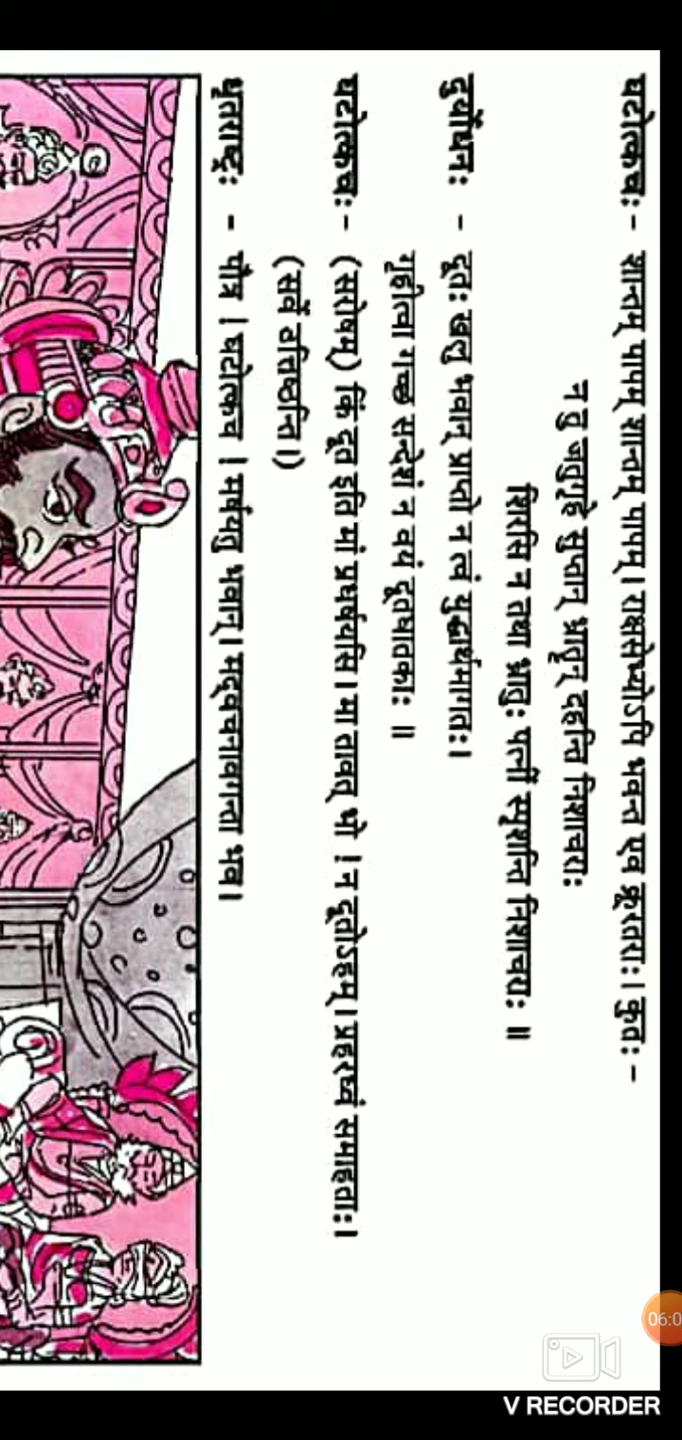 घटोत्कचः - शान्तम् पापम् शान्तम् पापम् । राक्षसेभ्योऽपि भवन्त एव क्रूरतराः । कुतः -
न तु जतुगृहे सुप्तान् भ्रातृन् दहन्ति निशाचराः
शिरसि न तथा भ्रातुः पत्नीं स्पृशन्ति निशाचराः ॥
दुर्योधनः - दूतः खलु भवान् प्राप्तो न त्वं युद्धार्थमागतः।
गृहीत्वा गच्छ सन्देशं न वयं दूतघातकाः ॥
घटोत्कचः - (सरोषम्) किं दूत इति मां प्रधर्षयसि । मा तावत् भो ! न दूतोऽहम् । प्रहरध्वं समाहताः ।
(सर्वे उत्तिष्ठन्ति।)
धृतराष्ट्रः - पौत्र । घटोत्कच । मर्षयतु भवान् । मद्वचनावगन्ता भव ।
06:0
V RECORDER